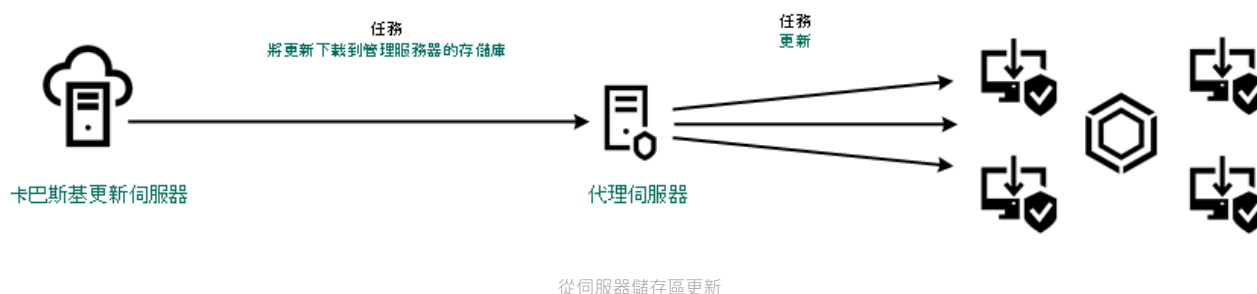 任務
將更新下載到管理服務器的存儲庫
任務
更新
卡巴斯基更新伺服器
代理伺服器
從伺服器儲存區更新